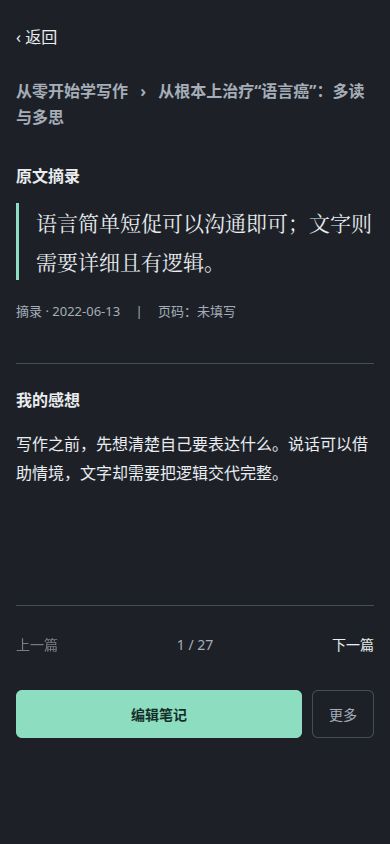 ‹ 返回
从零开始学写作 › 从根本上治疗“语言癌”：多读
与多思
原文摘录
语言简单短促可以沟通即可；文字则
需要详细且有逻辑。
摘录 · 2022-06-13 | 页码：未填写
我的感想
写作之前，先想清楚自己要表达什么。说话可以借
助情境，文字却需要把逻辑交代完整。
上一篇 1 / 27 下一篇
编辑笔记 更多